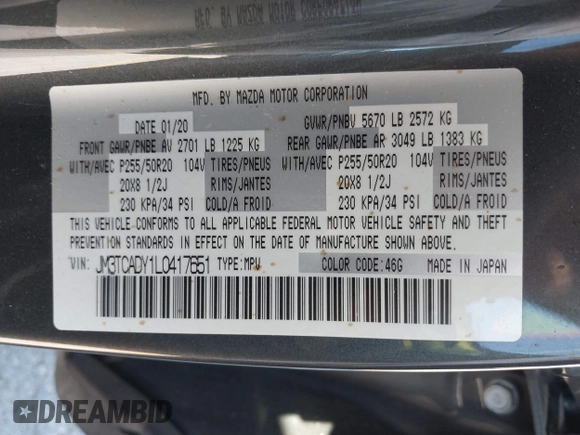 MFD. BY MAZDA MOTOR CORPORATION
DATE 01/20 GVWR/PNBV 5670 LB 2572 KG
FRONT GAWR/PNBE AV 2701 LB 1225 KG REAR GAWR/PNBE AR 3049 LB 1383 KG
WITH/AVEC P255/50R20 104V TIRES/PNEUS WITH/AVEC P255/50R20 104V TIRES/PNEUS
20X8 1/2J RIMS/JANTES 20X8 1/2J RIMS/JANTES
230 KPA/34 PSI COLD/A FROID 230 KPA/34 PSI COLD/A FROID
THIS VEHICLE CONFORMS TO ALL APPLICABLE FEDERAL MOTOR VEHICLE SAFETY AND THEFT
PREVENTION STANDARDS IN EFFECT ON THE DATE OF MANUFACTURE SHOWN ABOVE.
VIN: JM3TCADY1L0417651 TYPE:MPV COLOR CODE:46G MADE IN JAPAN
DREAMBID